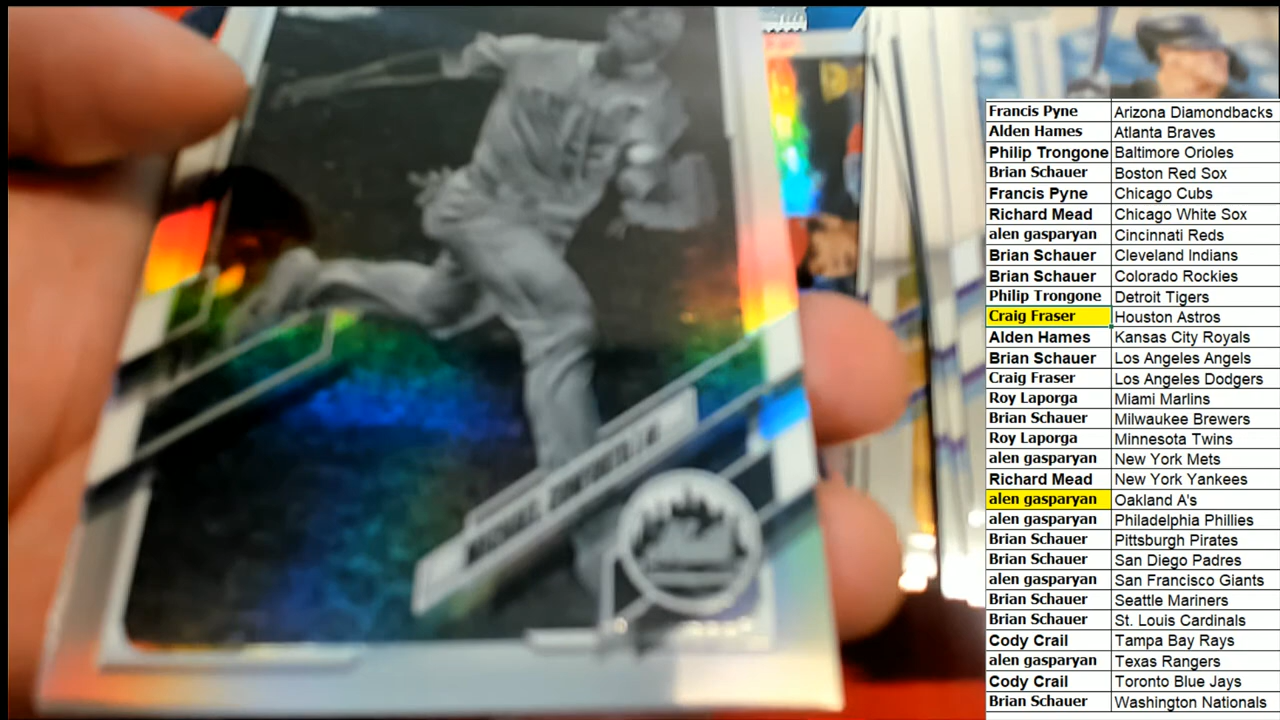 Francis Pyne Arizona Diamondbacks
Alden Hames Atlanta Braves
Philip Trongone Baltimore Orioles
Brian Schauer Boston Red Sox
Francis Pyne Chicago Cubs
Richard Mead Chicago White Sox
alen gasparyan Cincinnati Reds
Brian Schauer Cleveland Indians
Brian Schauer Colorado Rockies
Philip Trongone Detroit Tigers
Craig Fraser Houston Astros
Alden Hames Kansas City Royals
Brian Schauer Los Angeles Angels
Craig Fraser Los Angeles Dodgers
Roy Laporga Miami Marlins
Brian Schauer Milwaukee Brewers
Roy Laporga Minnesota Twins
alen gasparyan New York Mets
Richard Mead New York Yankees
alen gasparyan Oakland A's
alen gasparyan Philadelphia Phillies
Brian Schauer Pittsburgh Pirates
Brian Schauer San Diego Padres
alen gasparyan San Francisco Giants
Brian Schauer Seattle Mariners
Brian Schauer St. Louis Cardinals
Cody Crail Tampa Bay Rays
alen gasparyan Texas Rangers
Cody Crail Toronto Blue Jays
Brian Schauer Washington Nationals